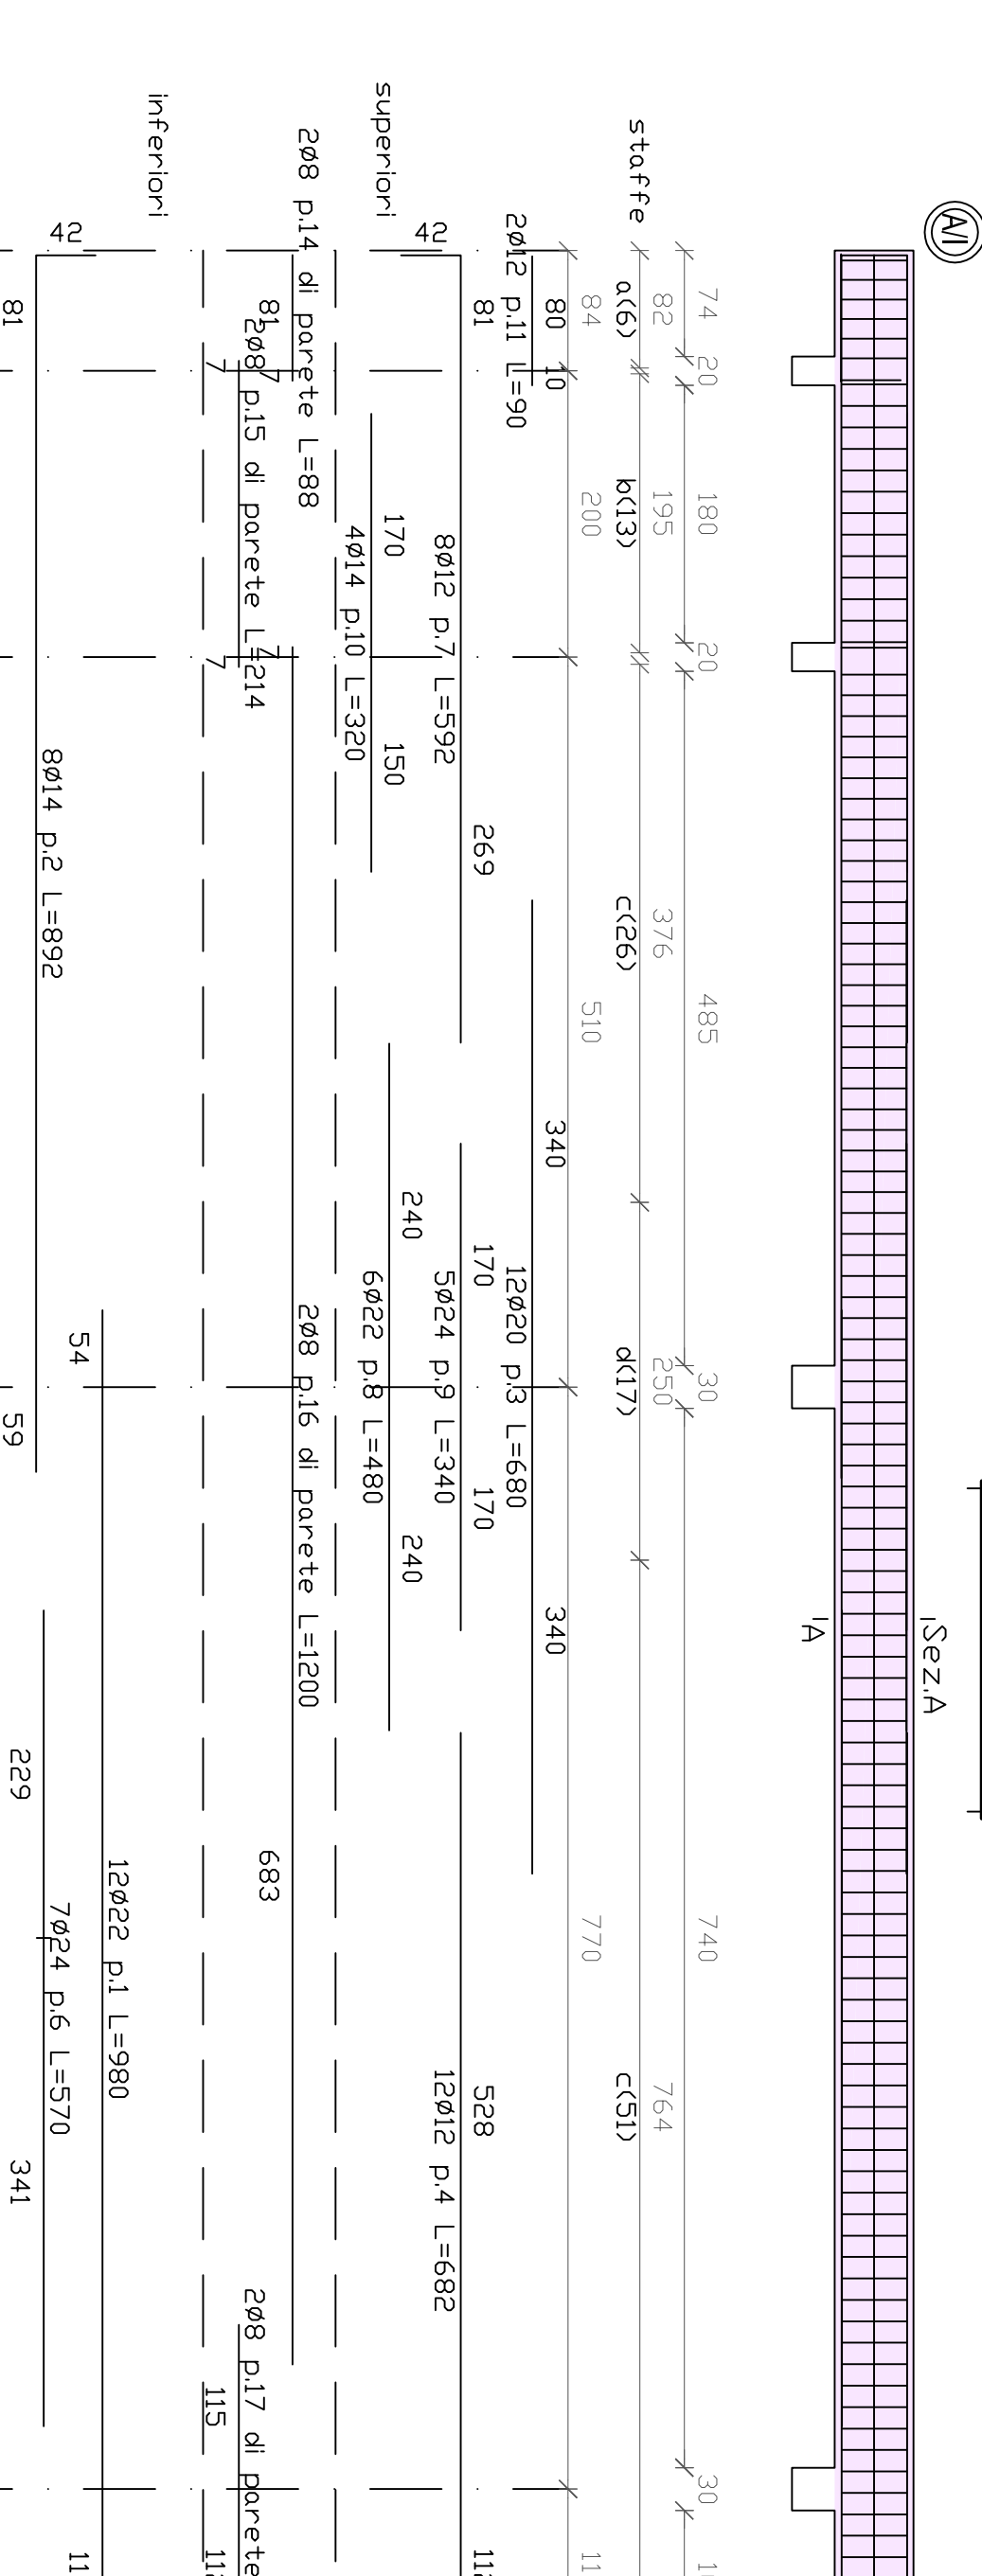 A/I
Sez.A
A
74 20 180 20 485 30 740 30
staffe 82 195 376 250 764
a(6) b(13) c(26) d(17) c(51)
84 200 510 770
80 10 340 340
2ø12 p.11 L=90 12ø20 p.3 L=680
81 269 170 170 528
42 8ø12 p.7 L=592 5ø24 p.9 L=340 12ø12 p.4 L=682
superiori 170 150 240 240
4ø14 p.10 L=320 6ø22 p.8 L=480
2ø8 p.14 di parete L=88 2ø8 p.16 di parete L=1200
81 7 7 683
2ø8 p.15 di parete L=214 2ø8 p.17 di parete
7 7 115
inferiori 12ø22 p.1 L=980
42 54
8ø14 p.2 L=892 7ø24 p.6 L=570
81 59 229 341